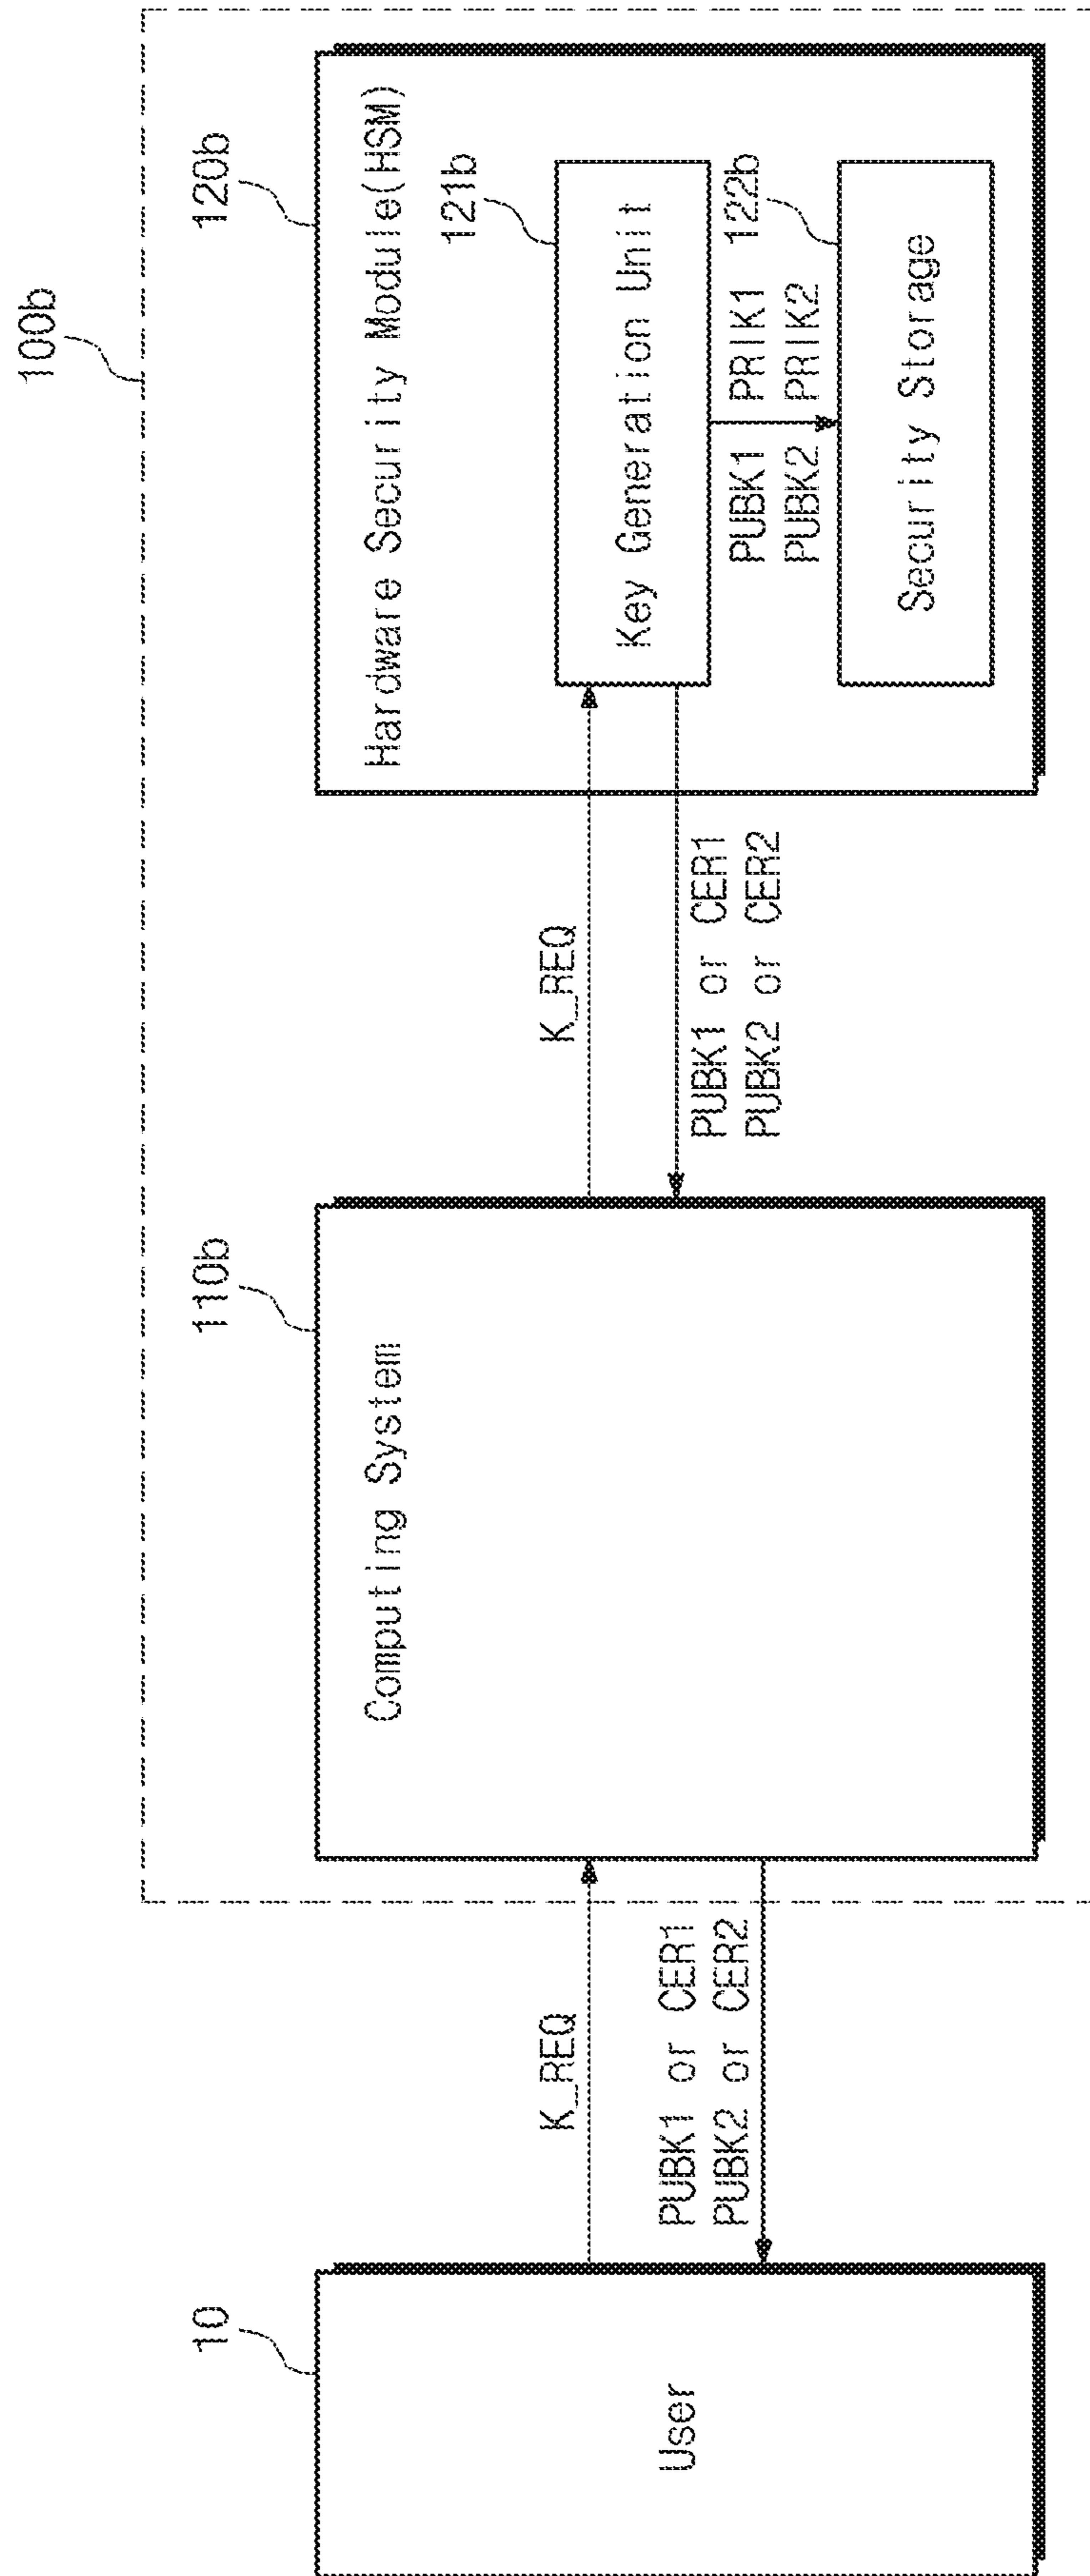 100b
10
110b
120b
User
K_REQ
PUBK1 or CER1
PUBK2 or CER2
Computing System
K_REQ
PUBK1 or CER1
PUBK2 or CER2
Hardware Security Module(HSM)
121b
Key Generation Unit
PUBK1 PRIK1
PUBK2 PRIK2
122b
Security Storage